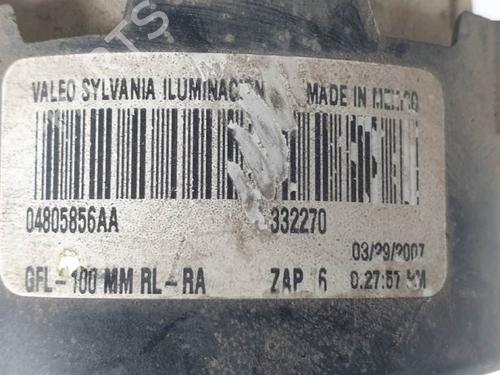 VALEO SYLVANIA ILUMINACION MADE IN MEXICO
04805856AA 332270
03/29/2007
GFL-100 MM RL-RA ZAP 6